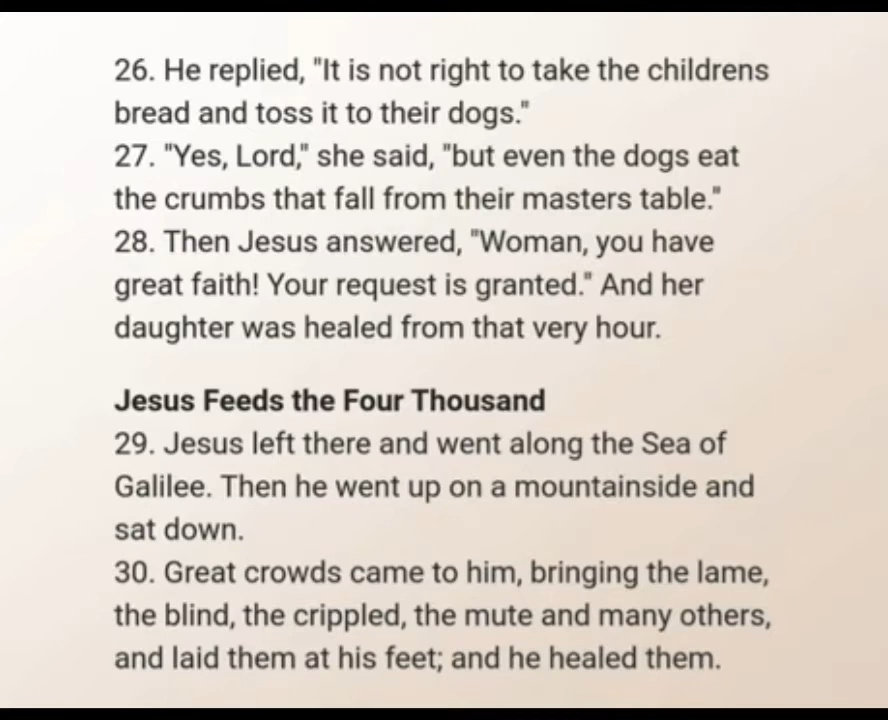 26. He replied, "It is not right to take the childrens
bread and toss it to their dogs."
27. "Yes, Lord," she said, "but even the dogs eat
the crumbs that fall from their masters table."
28. Then Jesus answered, "Woman, you have
great faith! Your request is granted." And her
daughter was healed from that very hour.
Jesus Feeds the Four Thousand
29. Jesus left there and went along the Sea of
Galilee. Then he went up on a mountainside and
sat down.
30. Great crowds came to him, bringing the lame,
the blind, the crippled, the mute and many others,
and laid them at his feet; and he healed them.